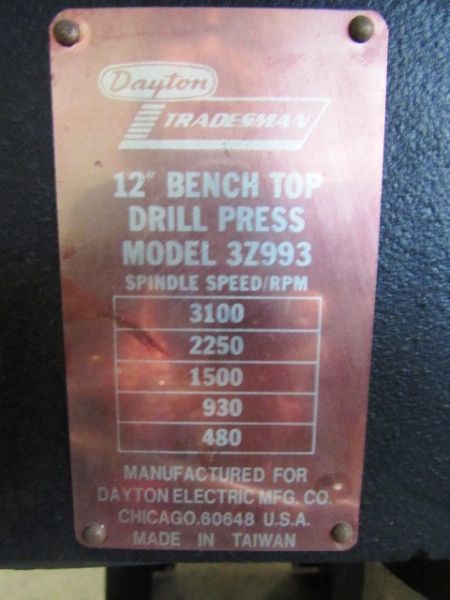 Dayton
TRADESMAN
12" BENCH TOP
DRILL PRESS
MODEL 3Z993
SPINDLE SPEED/RPM
3100
2250
1500
930
480
MANUFACTURED FOR
DAYTON ELECTRIC MFG. CO.
CHICAGO.60648 U.S.A.
MADE IN TAIWAN